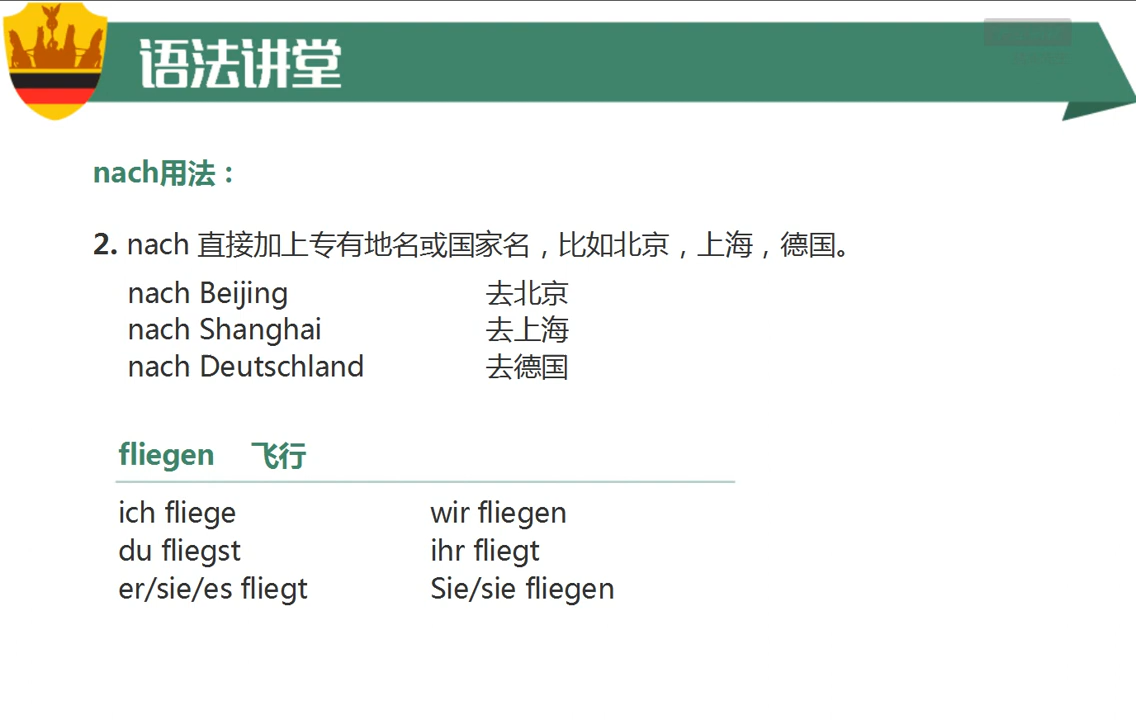 语法讲堂
nach用法：
2. nach 直接加上专有地名或国家名，比如北京，上海，德国。
nach Beijing 去北京
nach Shanghai 去上海
nach Deutschland 去德国
fliegen 飞行
ich fliege wir fliegen
du fliegst ihr fliegt
er/sie/es fliegt Sie/sie fliegen